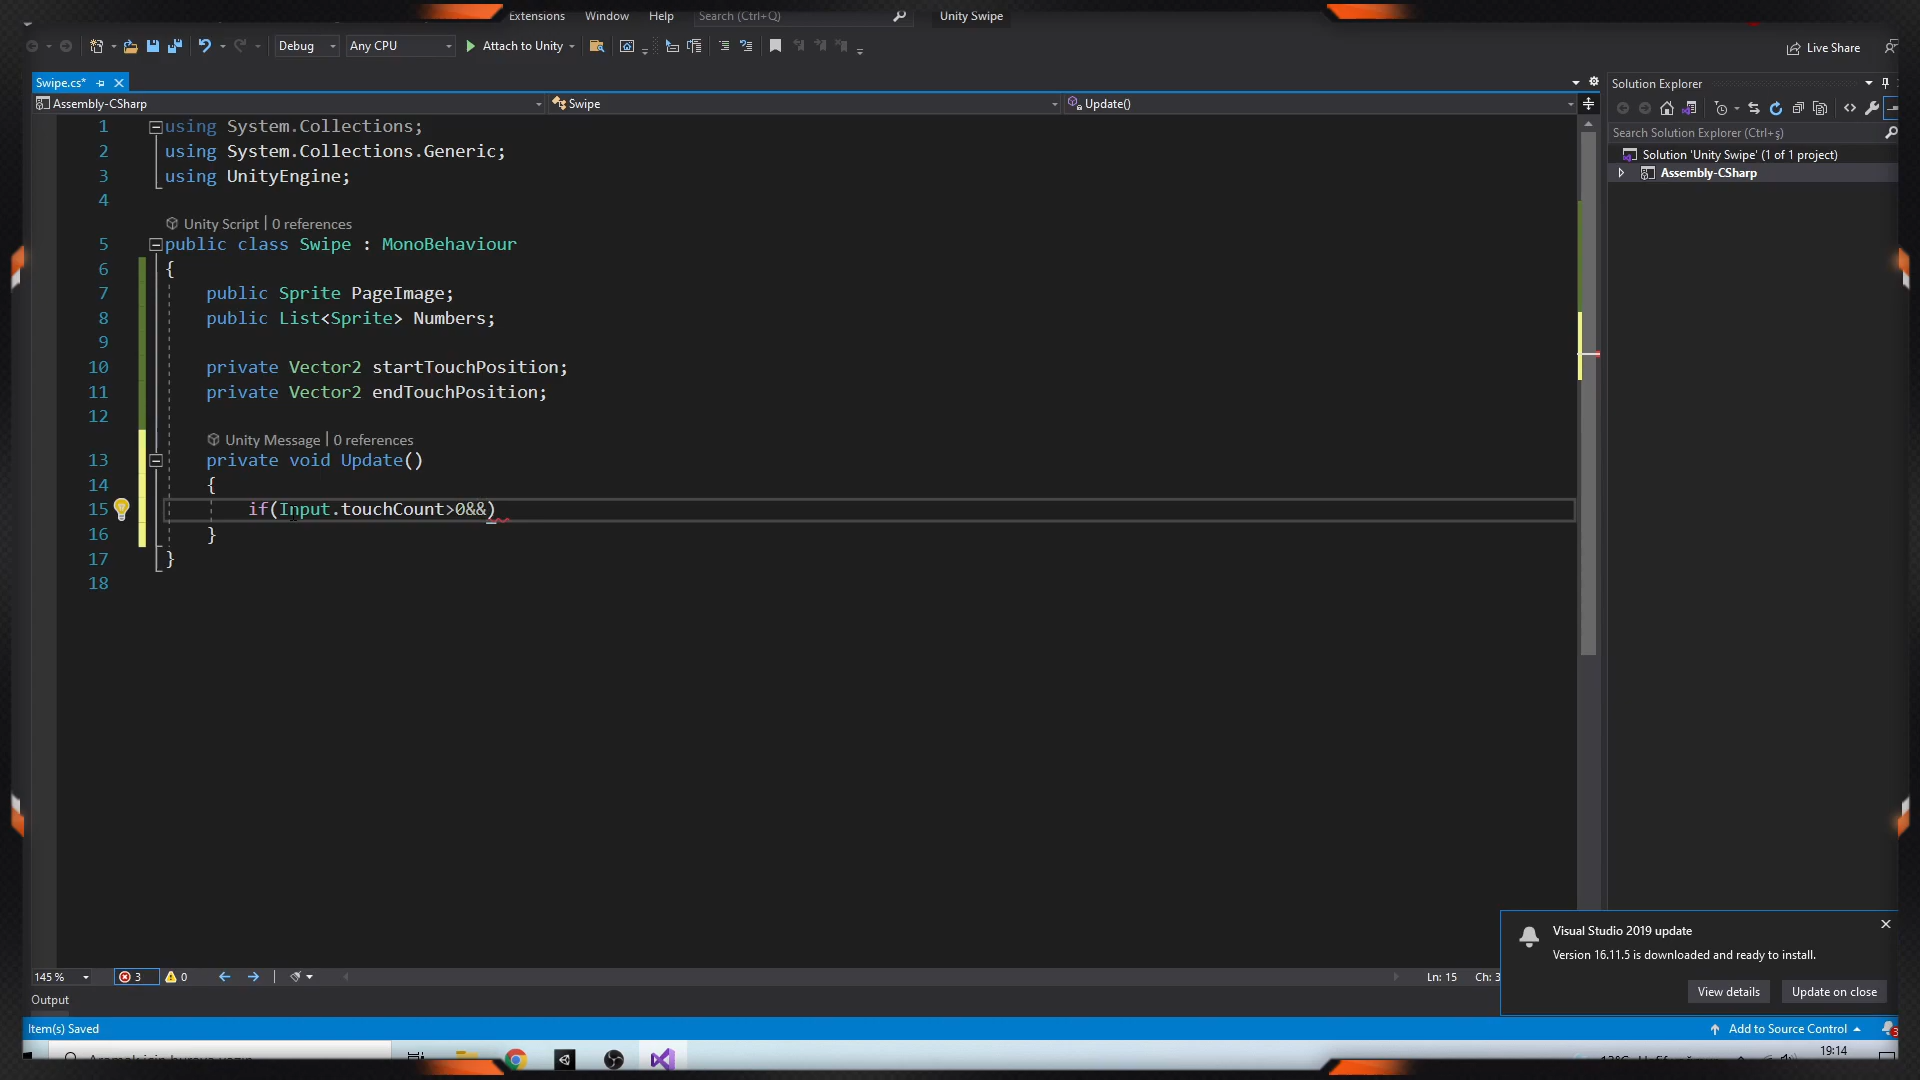 Extensions Window Help Search (Ctrl+Q) Unity Swipe
Debug Any CPU Attach to Unity Live Share
Swipe.cs* Solution Explorer
Assembly-CSharp Swipe Update()
Search Solution Explorer (Ctrl+ş)
Solution 'Unity Swipe' (1 of 1 project)
Assembly-CSharp
1 using System.Collections;
2 using System.Collections.Generic;
3 using UnityEngine;
4
Unity Script | 0 references
5 public class Swipe : MonoBehaviour
6 {
7 public Sprite PageImage;
8 public List<Sprite> Numbers;
9
10 private Vector2 startTouchPosition;
11 private Vector2 endTouchPosition;
12
Unity Message | 0 references
13 private void Update()
14 {
15 if(Input.touchCount>0&&)
16 }
17 }
18
Visual Studio 2019 update
Version 16.11.5 is downloaded and ready to install.
View details Update on close
145 % 3 0 Ln: 15 Ch: 3
Output
Item(s) Saved Add to Source Control 3
19:14